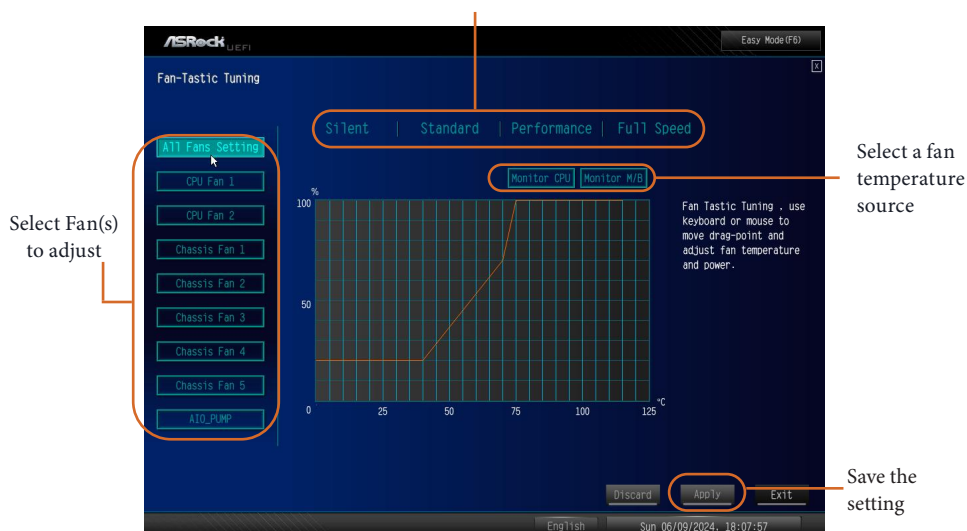 ASRock UEFI
Easy Mode(F6)
X
Fan-Tastic Tuning
Silent | Standard | Performance | Full Speed
All Fans Setting
CPU Fan 1
CPU Fan 2
Chassis Fan 1
Chassis Fan 2
Chassis Fan 3
Chassis Fan 4
Chassis Fan 5
AIO_PUMP
Select Fan(s)
to adjust
Monitor CPU
Monitor M/B
Select a fan
temperature
source
%
100
50
0
25
50
75
100
125
°C
Fan Tastic Tuning . use
keyboard or mouse to
move drag-point and
adjust fan temperature
and power.
Discard
Apply
Exit
Save the
setting
English
Sun 06/09/2024, 18:07:57